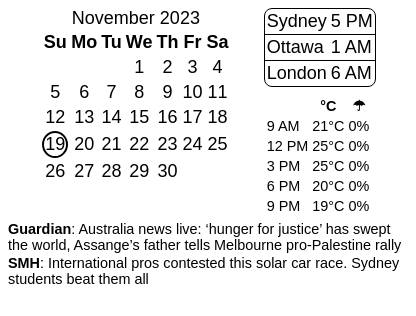 November 2023
Su Mo Tu We Th Fr Sa
1 2 3 4
5 6 7 8 9 10 11
12 13 14 15 16 17 18
19 20 21 22 23 24 25
26 27 28 29 30
Sydney 5 PM
Ottawa 1 AM
London 6 AM
°C ☂
9 AM 21°C 0%
12 PM 25°C 0%
3 PM 25°C 0%
6 PM 20°C 0%
9 PM 19°C 0%
Guardian: Australia news live: ‘hunger for justice’ has swept
the world, Assange’s father tells Melbourne pro-Palestine rally
SMH: International pros contested this solar car race. Sydney
students beat them all